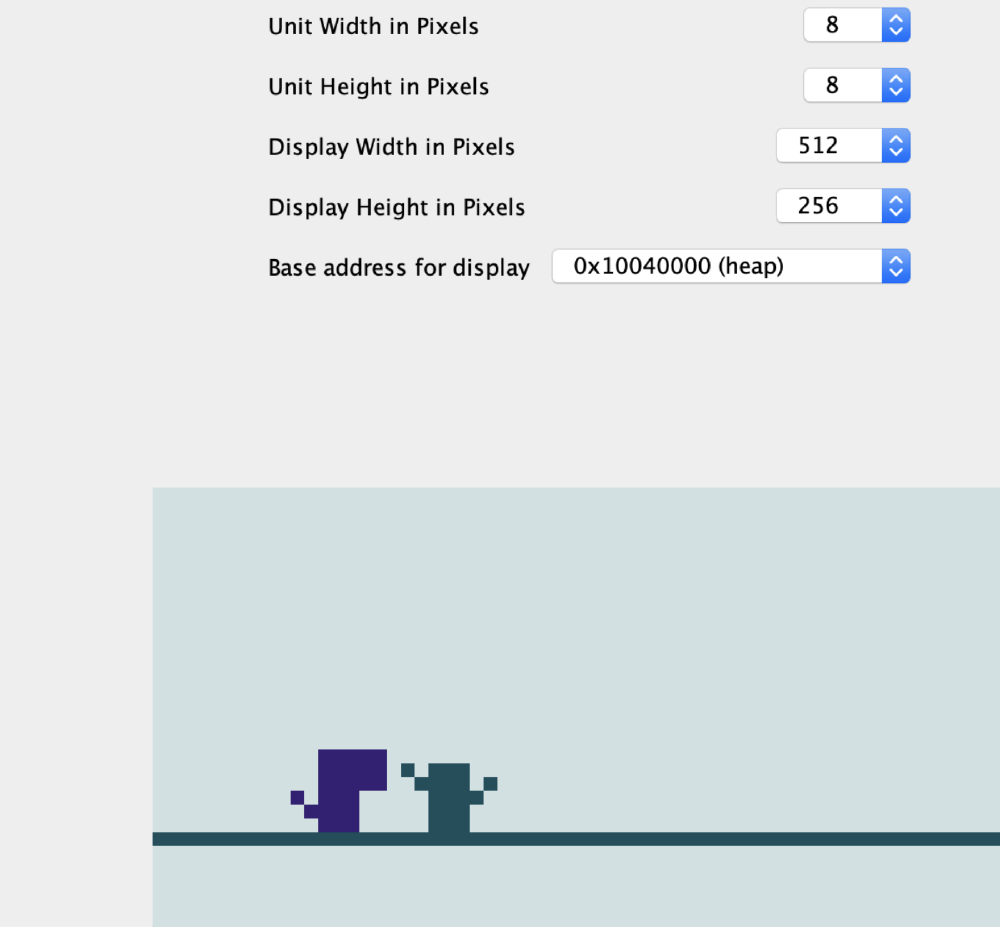 Unit Width in Pixels 8
Unit Height in Pixels 8
Display Width in Pixels 512
Display Height in Pixels 256
Base address for display 0x10040000 (heap)